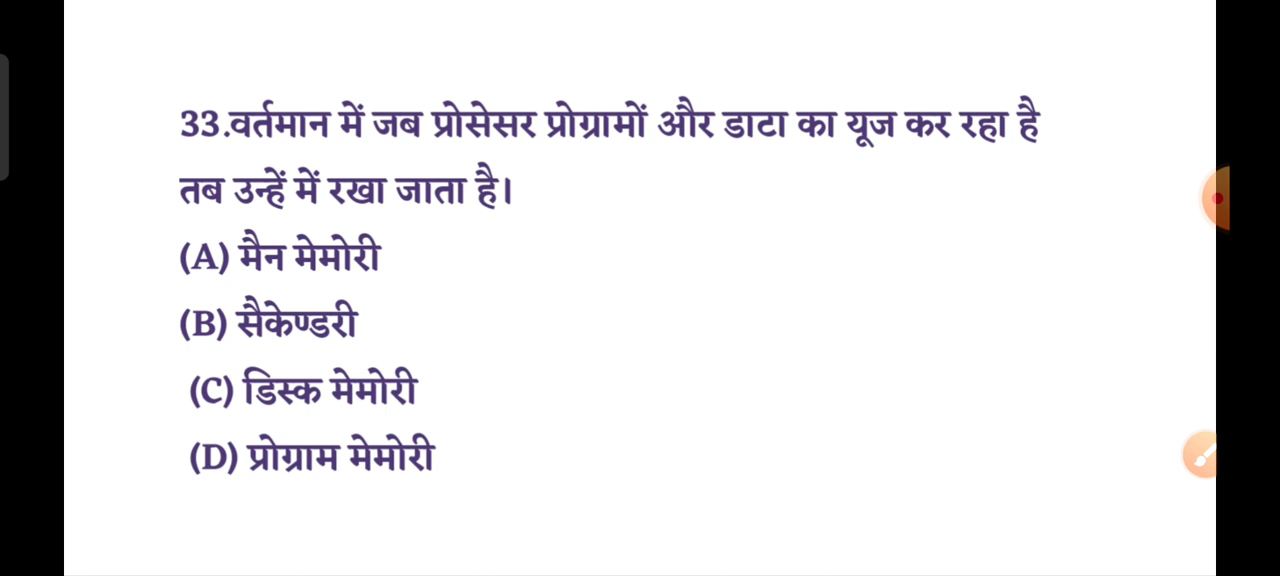 33.वर्तमान में जब प्रोसेसर प्रोग्रामों और डाटा का यूज कर रहा है
तब उन्हें में रखा जाता है।
(A) मैन मेमोरी
(B) सैकेण्डरी
(C) डिस्क मेमोरी
(D) प्रोग्राम मेमोरी